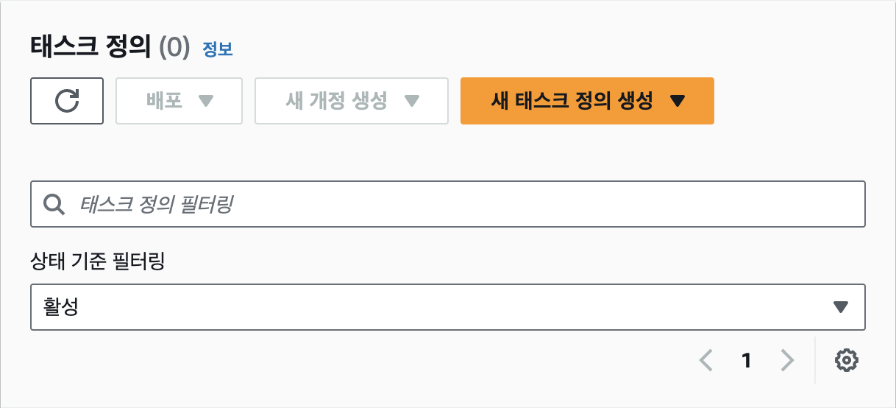 태스크 정의 (0) 정보
배포 새 개정 생성 새 태스크 정의 생성
태스크 정의 필터링
상태 기준 필터링
활성
1